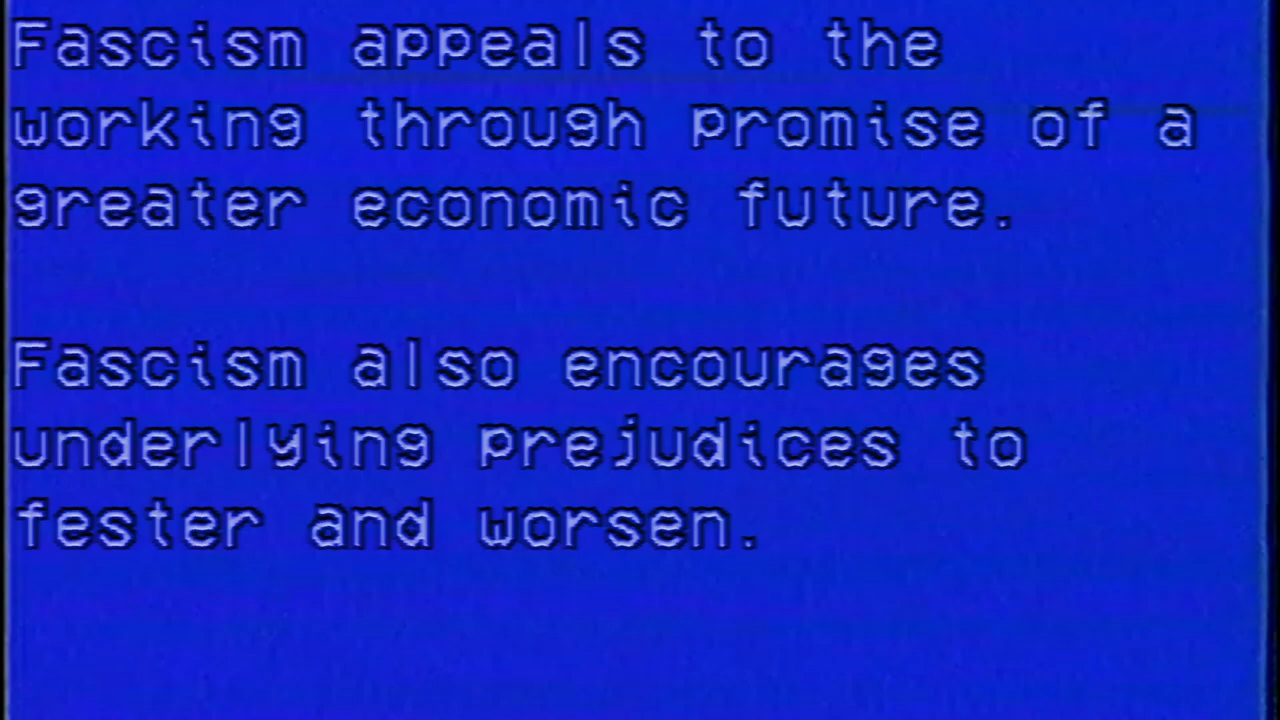 Fascism appeals to the
working through promise of a
greater economic future.
Fascism also encourages
underlying prejudices to
fester and worsen.